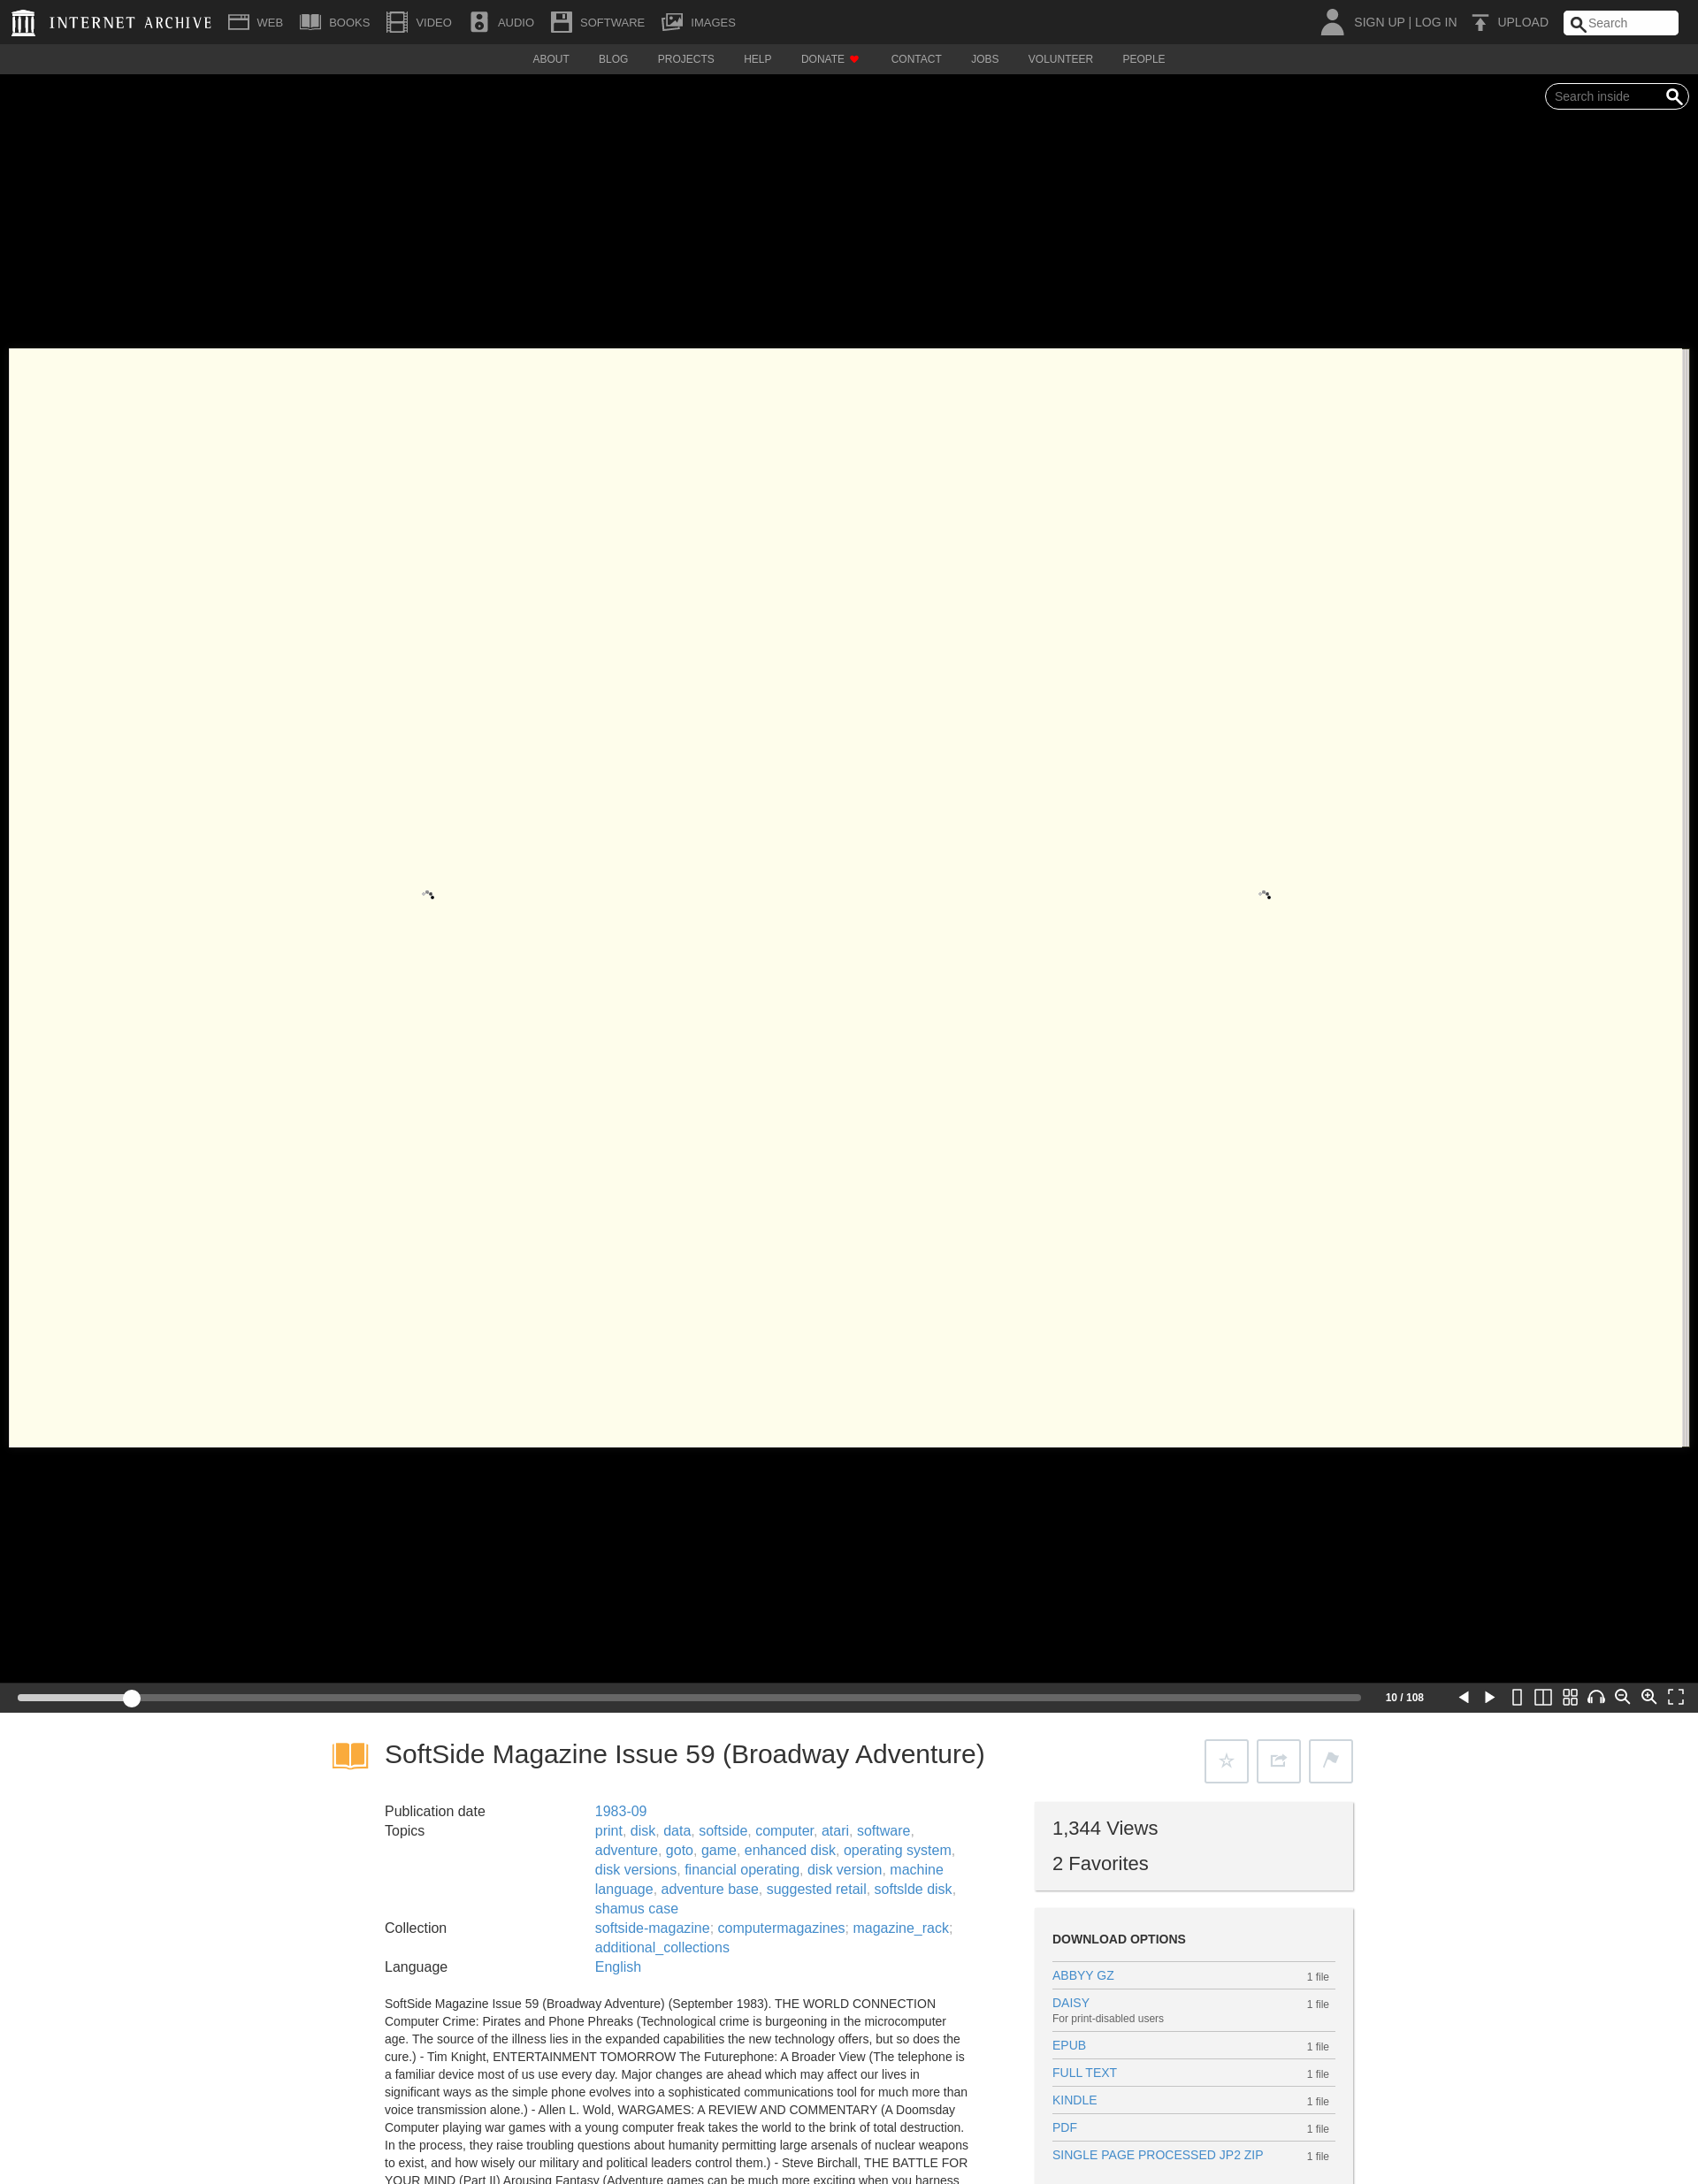 INTERNET ARCHIVE WEB BOOKS VIDEO AUDIO SOFTWARE IMAGES SIGN UP | LOG IN UPLOAD Search
ABOUT BLOG PROJECTS HELP DONATE CONTACT JOBS VOLUNTEER PEOPLE
Search inside
10 / 108
SoftSide Magazine Issue 59 (Broadway Adventure)
Publication date 1983-09
Topics print, disk, data, softside, computer, atari, software,
adventure, goto, game, enhanced disk, operating system,
disk versions, financial operating, disk version, machine
language, adventure base, suggested retail, softslde disk,
shamus case
Collection softside-magazine; computermagazines; magazine_rack;
additional_collections
Language English
SoftSide Magazine Issue 59 (Broadway Adventure) (September 1983). THE WORLD CONNECTION
Computer Crime: Pirates and Phone Phreaks (Technological crime is burgeoning in the microcomputer
age. The source of the illness lies in the expanded capabilities the new technology offers, but so does the
cure.) - Tim Knight, ENTERTAINMENT TOMORROW The Futurephone: A Broader View (The telephone is
a familiar device most of us use every day. Major changes are ahead which may affect our lives in
significant ways as the simple phone evolves into a sophisticated communications tool for much more than
voice transmission alone.) - Allen L. Wold, WARGAMES: A REVIEW AND COMMENTARY (A Doomsday
Computer playing war games with a young computer freak takes the world to the brink of total destruction.
In the process, they raise troubling questions about humanity permitting large arsenals of nuclear weapons
to exist, and how wisely our military and political leaders control them.) - Steve Birchall, THE BATTLE FOR
YOUR MIND (Part II) Arousing Fantasy (Adventure games can be much more exciting when you harness
1,344 Views
2 Favorites
DOWNLOAD OPTIONS
ABBYY GZ 1 file
DAISY 1 file
For print-disabled users
EPUB 1 file
FULL TEXT 1 file
KINDLE 1 file
PDF 1 file
SINGLE PAGE PROCESSED JP2 ZIP 1 file